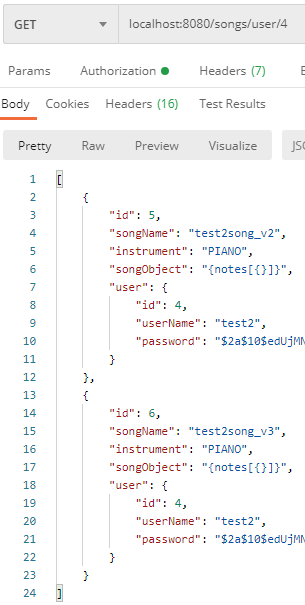 GET localhost:8080/songs/user/4
Params Authorization Headers (7)
Body Cookies Headers (16) Test Results
Pretty Raw Preview Visualize
1 [
2 {
3 "id": 5,
4 "songName": "test2song_v2",
5 "instrument": "PIANO",
6 "songObject": "{notes[{}]}",
7 "user": {
8 "id": 4,
9 "userName": "test2",
10 "password": "$2a$10$edUjMN
11 }
12 },
13 {
14 "id": 6,
15 "songName": "test2song_v3",
16 "instrument": "PIANO",
17 "songObject": "{notes[{}]}",
18 "user": {
19 "id": 4,
20 "userName": "test2",
21 "password": "$2a$10$edUjMN
22 }
23 }
24 ]